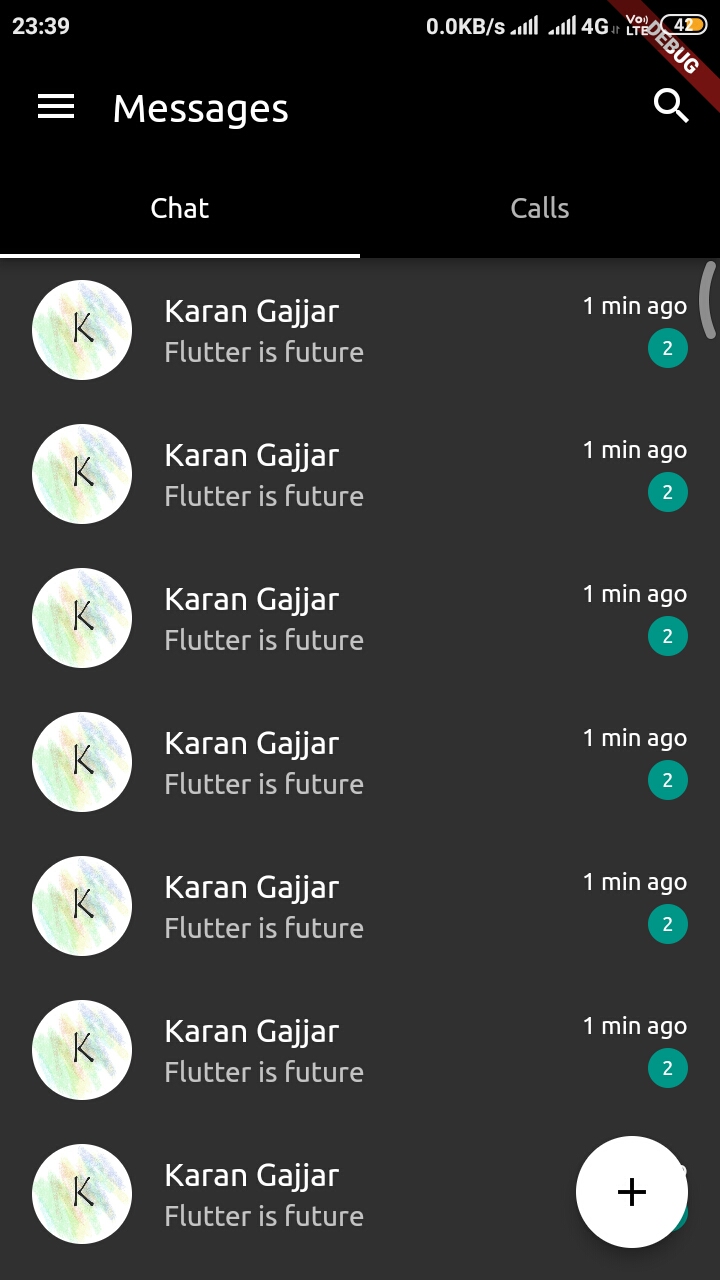 23:39
0.0KB/s 4G Vo) LTE 42
DEBUG
Messages
Chat Calls
K Karan Gajjar 1 min ago
Flutter is future 2
K Karan Gajjar 1 min ago
Flutter is future 2
K Karan Gajjar 1 min ago
Flutter is future 2
K Karan Gajjar 1 min ago
Flutter is future 2
K Karan Gajjar 1 min ago
Flutter is future 2
K Karan Gajjar 1 min ago
Flutter is future 2
K Karan Gajjar
Flutter is future
+